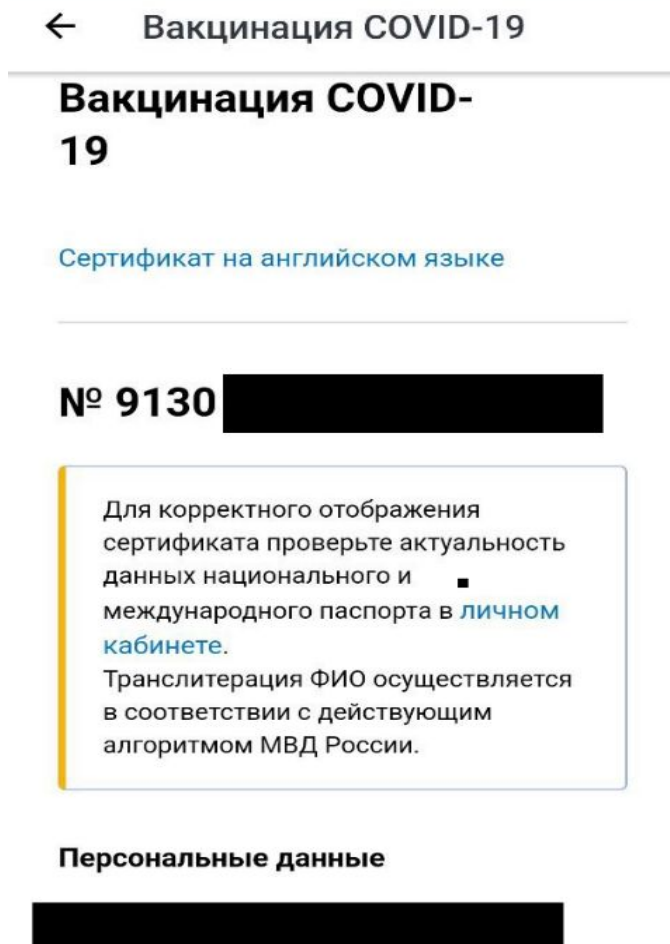 Вакцинация COVID-19
Вакцинация COVID-
19
Сертификат на английском языке
№ 9130
Для корректного отображения
сертификата проверьте актуальность
данных национального и
международного паспорта в личном
кабинете.
Транслитерация ФИО осуществляется
в соответствии с действующим
алгоритмом МВД России.
Персональные данные